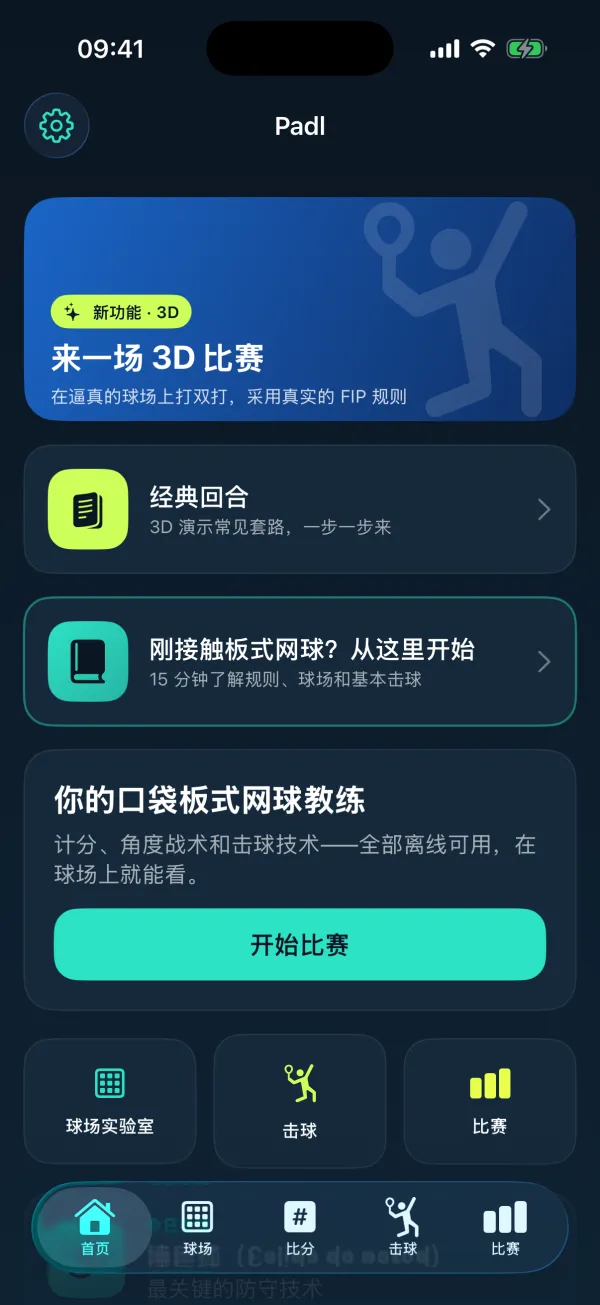 09:41
Padl
新功能 · 3D
来一场 3D 比赛
在逼真的球场上打双打，采用真实的 FIP 规则
经典回合
3D 演示常见套路，一步一步来
刚接触板式网球？从这里开始
15 分钟了解规则、球场和基本击球
你的口袋板式网球教练
计分、角度战术和击球技术——全部离线可用，在
球场上就能看。
开始比赛
球场实验室
击球
比赛
首页
球场
#
比分
击球
比赛
最关键的防守技术